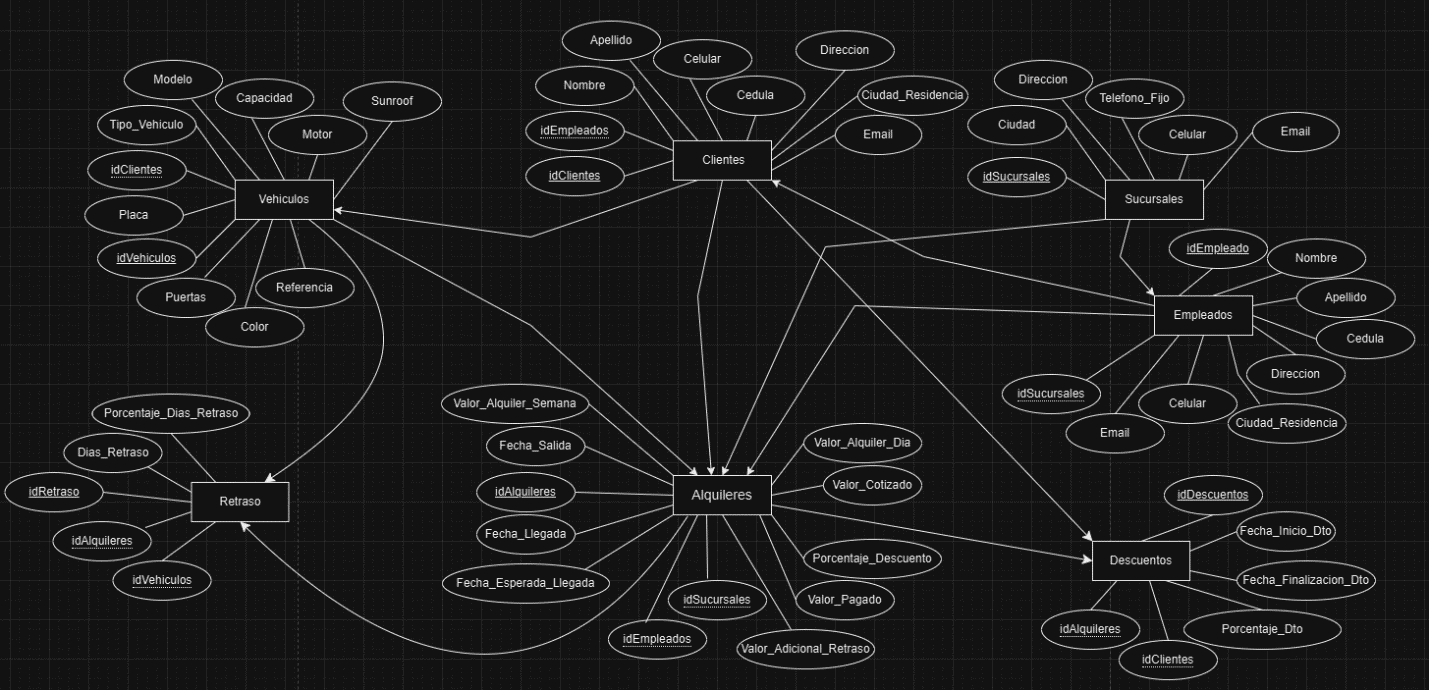 Modelo
Capacidad
Sunroof
Tipo_Vehiculo
Motor
idClientes
Vehiculos
Placa
idVehiculos
Referencia
Puertas
Color
Apellido
Celular
Direccion
Nombre
Cedula
Ciudad_Residencia
idEmpleados
Email
Clientes
idClientes
Direccion
Telefono_Fijo
Ciudad
Celular
Email
idSucursales
Sucursales
idEmpleado
Nombre
Apellido
Empleados
Cedula
Direccion
idSucursales
Celular
Ciudad_Residencia
Email
Porcentaje_Dias_Retraso
Dias_Retraso
idRetraso
Retraso
idAlquileres
idVehiculos
Valor_Alquiler_Semana
Fecha_Salida
Valor_Alquiler_Dia
idAlquileres
Alquileres
Valor_Cotizado
Fecha_Llegada
Porcentaje_Descuento
Fecha_Esperada_Llegada
idSucursales
Valor_Pagado
idEmpleados
Valor_Adicional_Retraso
idDescuentos
Fecha_Inicio_Dto
Descuentos
Fecha_Finalizacion_Dto
idAlquileres
Porcentaje_Dto
idClientes